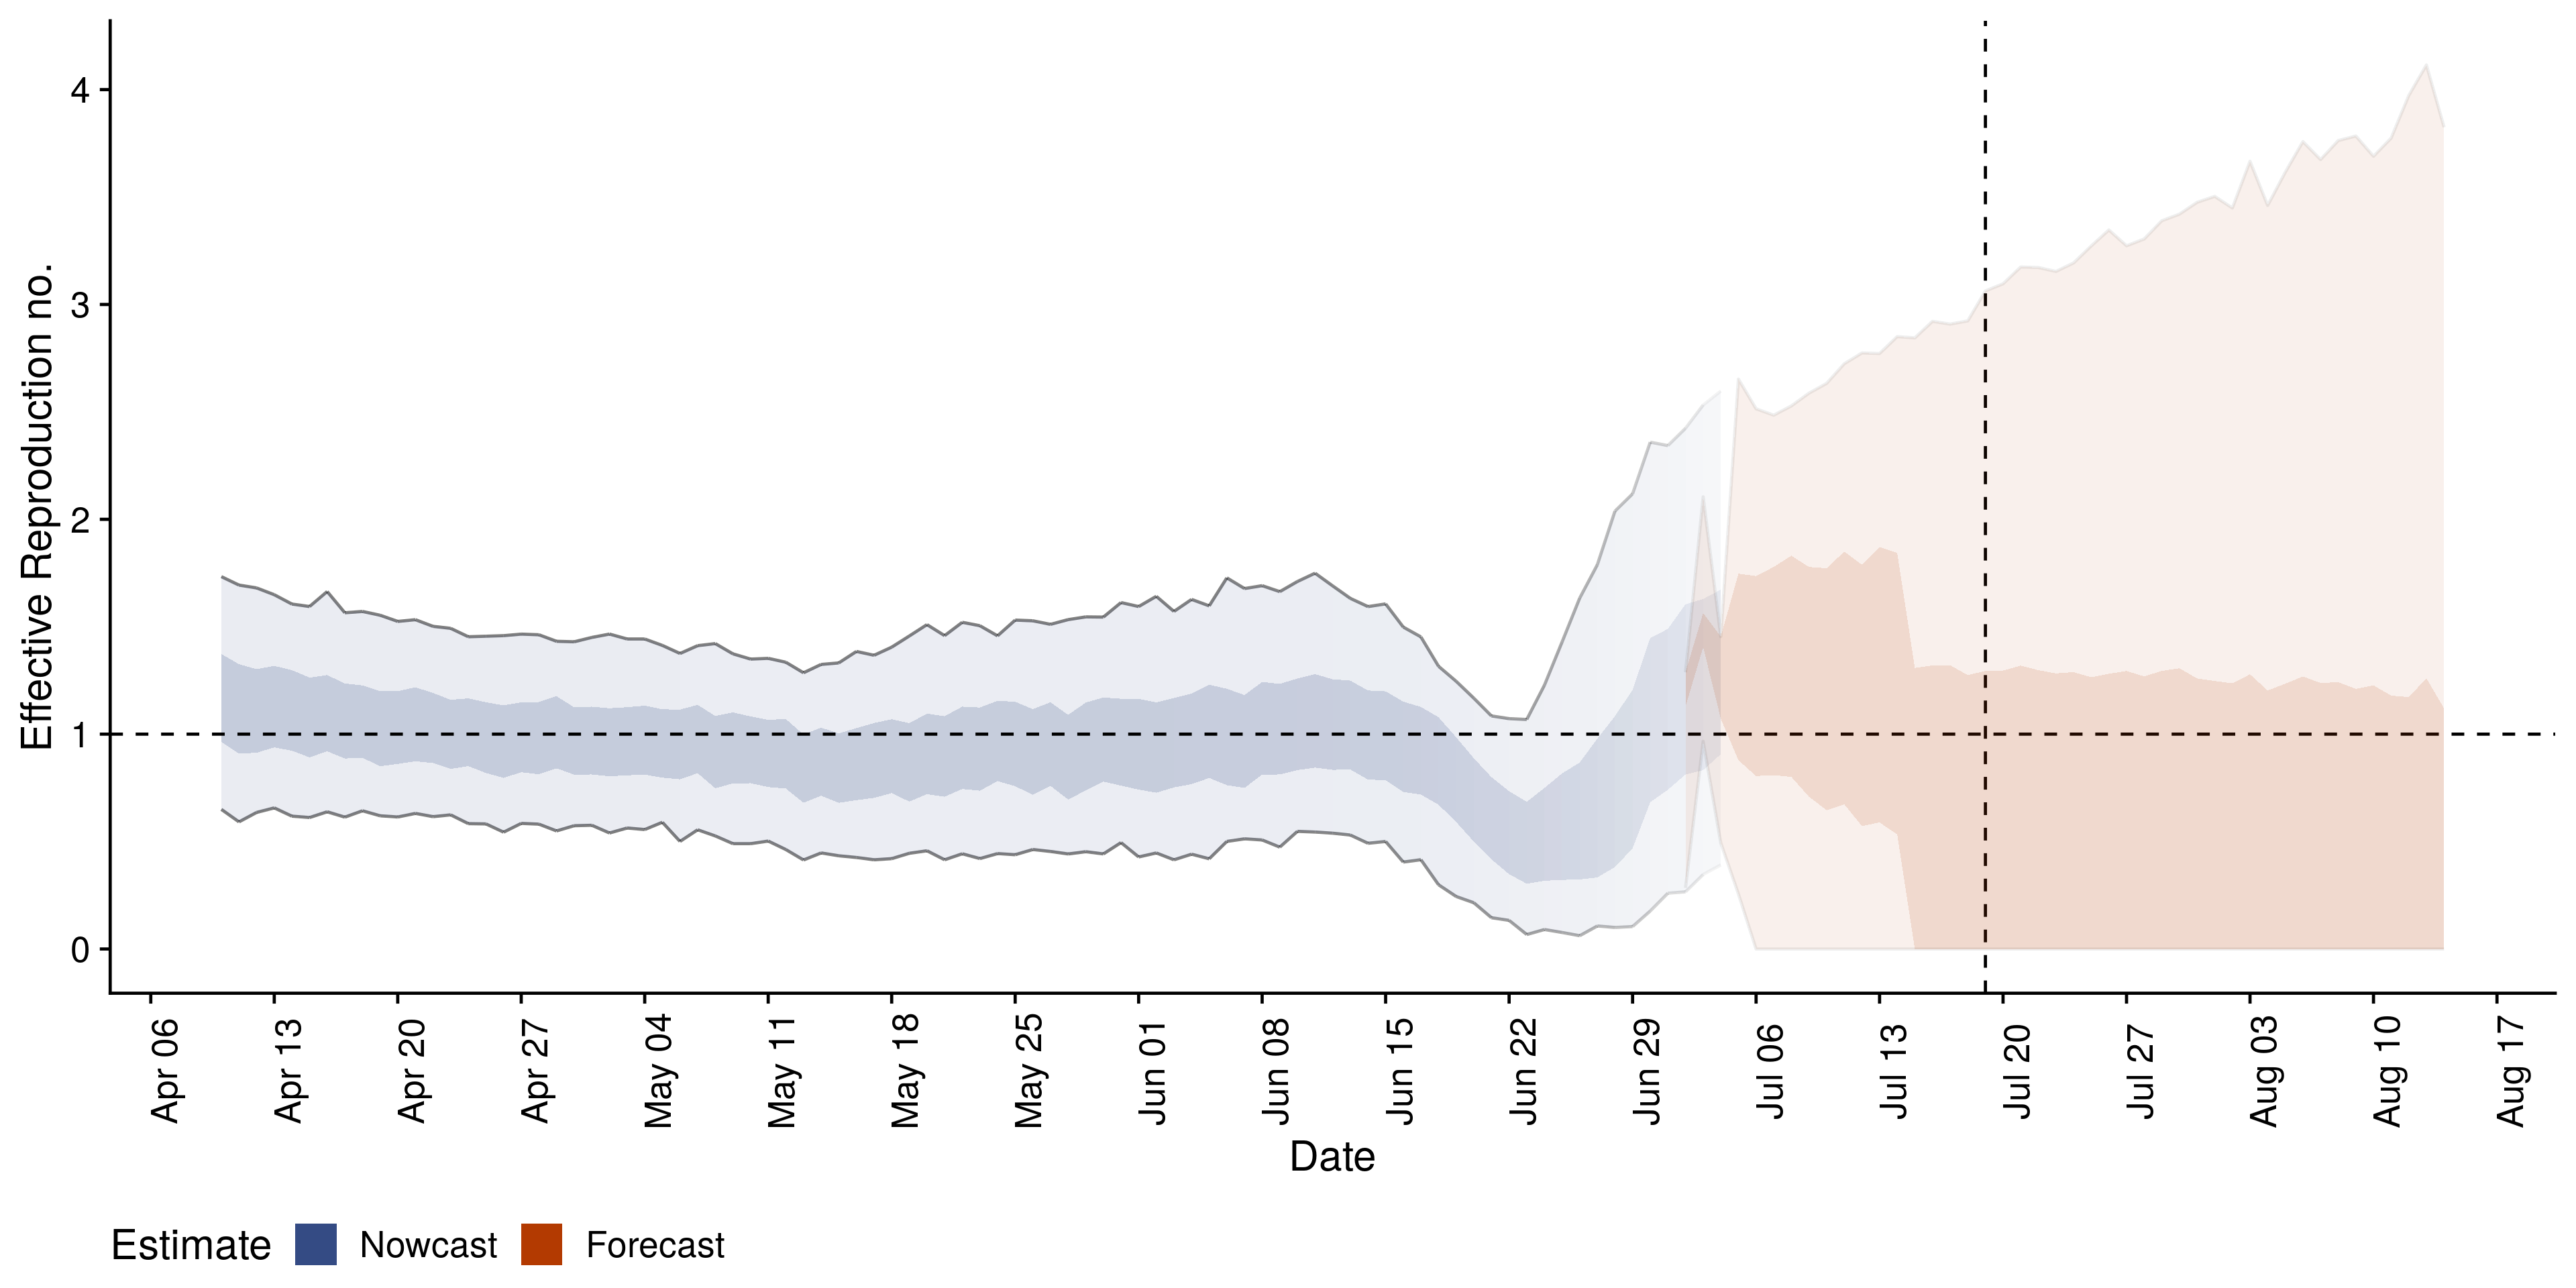 Effective Reproduction no.
4
3
2
1
0
Apr 06
Apr 13
Apr 20
Apr 27
May 04
May 11
May 18
May 25
Jun 01
Jun 08
Jun 15
Jun 22
Jun 29
Jul 06
Jul 13
Jul 20
Jul 27
Aug 03
Aug 10
Aug 17
Date
Estimate Nowcast Forecast